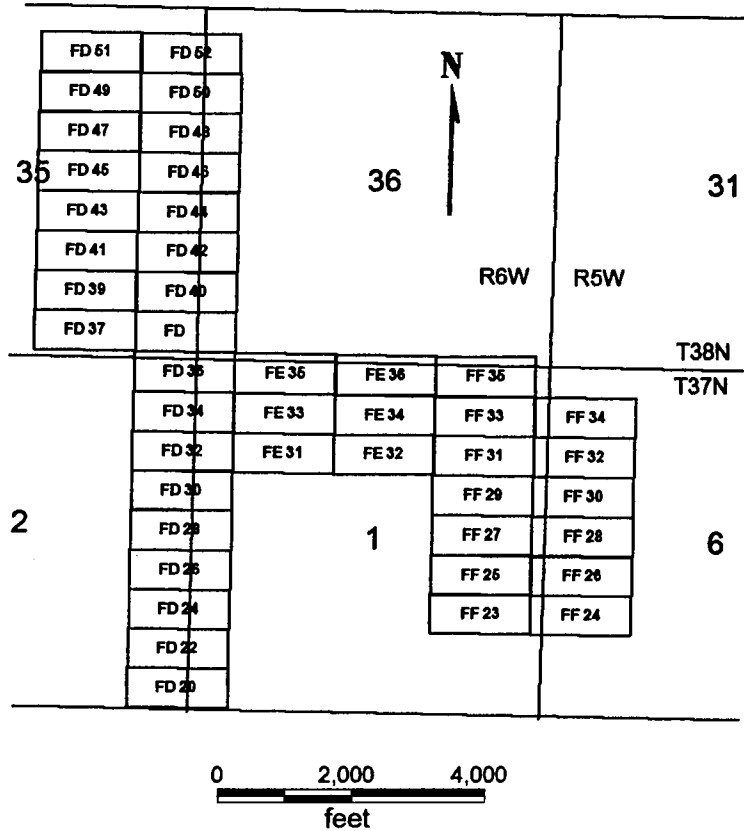 FD 51 FD 52
N
FD 49 FD 50
FD 47 FD 48
35 FD 45 FD 46 36 31
FD 43 FD 44
FD 41 FD 42
R6W R5W
FD 39 FD 40
FD 37 FD
T38N
FD 36 FE 35 FE 36 FF 35
T37N
FD 34 FE 33 FE 34 FF 33 FF 34
FD 32 FE 31 FE 32 FF 31 FF 32
FD 30 FF 29 FF 30
2 FD 28 1 FF 27 FF 28 6
FD 26 FF 25 FF 26
FD 24 FF 23 FF 24
FD 22
FD 20
0 2,000 4,000
feet